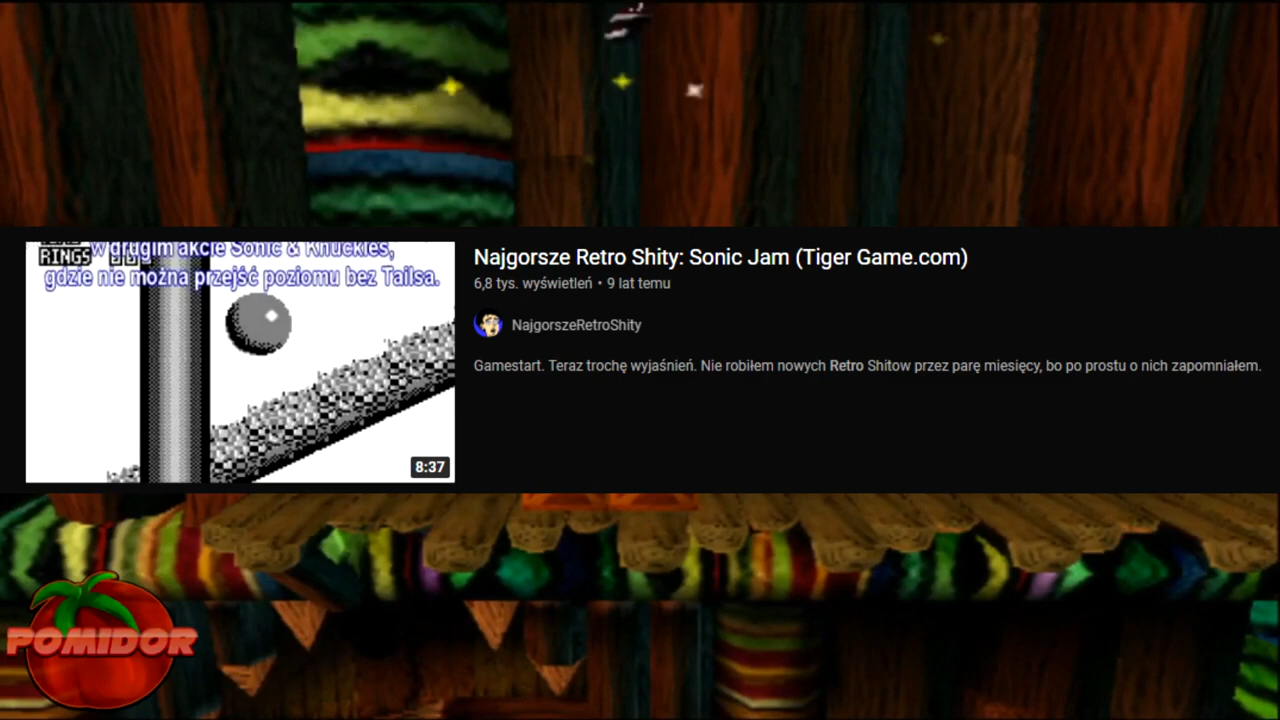 w drugim akcie Sonic & Knuckles,
RINGS
gdzie nie można przejść poziomu bez Tailsa.
8:37
Najgorsze Retro Shity: Sonic Jam (Tiger Game.com)
6,8 tys. wyświetleń • 9 lat temu
NajgorszeRetroShity
Gamestart. Teraz trochę wyjaśnień. Nie robiłem nowych Retro Shitow przez parę miesięcy, bo po prostu o nich zapomniałem.
POMIDOR